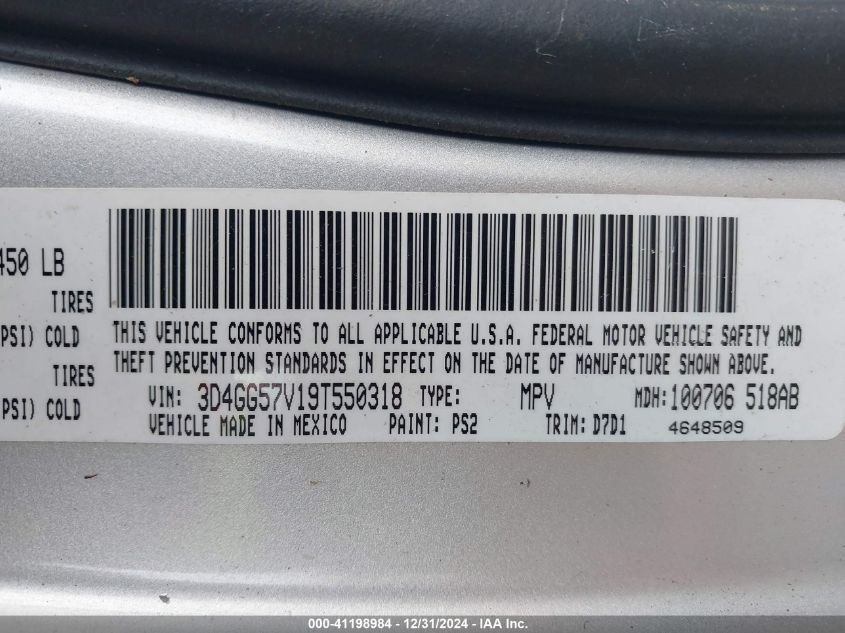 450 LB
TIRES
PSI) COLD
TIRES
PSI) COLD
THIS VEHICLE CONFORMS TO ALL APPLICABLE U.S.A. FEDERAL MOTOR VEHICLE SAFETY AND
THEFT PREVENTION STANDARDS IN EFFECT ON THE DATE OF MANUFACTURE SHOWN ABOVE.
VIN: 3D4GG57V19T550318 TYPE: MPV MDH: 100706 518AB
VEHICLE MADE IN MEXICO PAINT: PS2 TRIM: D7D1 4648509
000-41198984 - 12/31/2024 - IAA Inc.